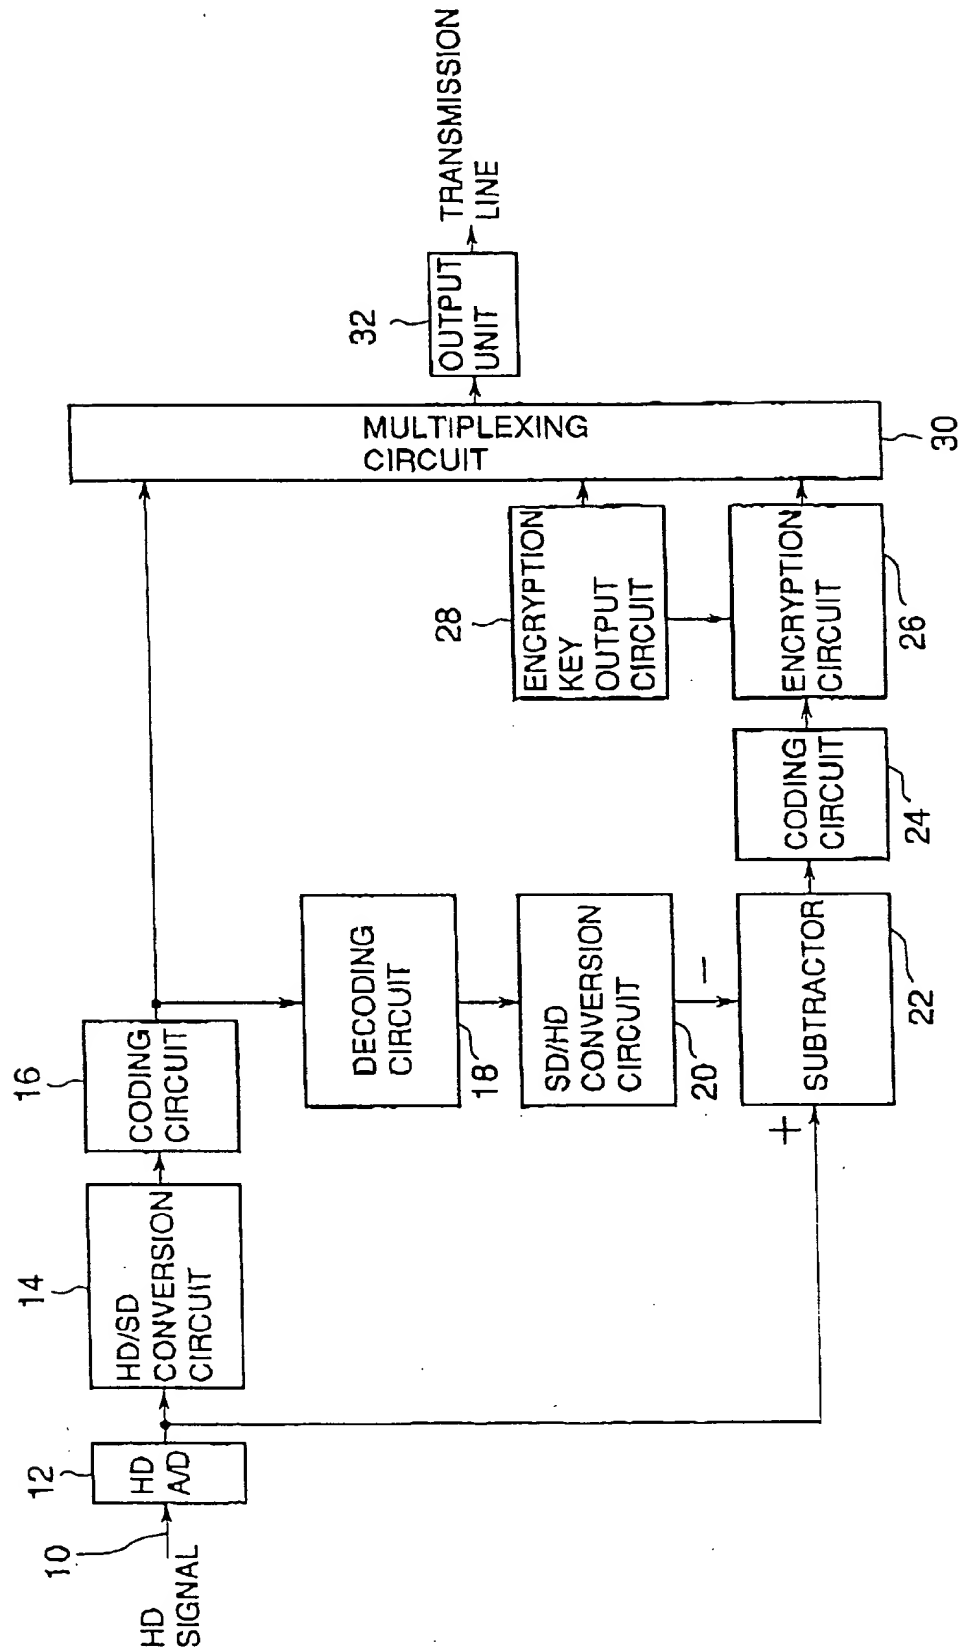 HD
SIGNAL
10
12
HD
A/D
14
HD/SD
CONVERSION
CIRCUIT
16
CODING
CIRCUIT
DECODING
CIRCUIT
18
SD/HD
CONVERSION
CIRCUIT
20
−
+
SUBTRACTOR
22
CODING
CIRCUIT
24
28
ENCRYPTION
KEY
OUTPUT
CIRCUIT
ENCRYPTION
CIRCUIT
26
MULTIPLEXING
CIRCUIT
30
32
OUTPUT
UNIT
TRANSMISSION
LINE